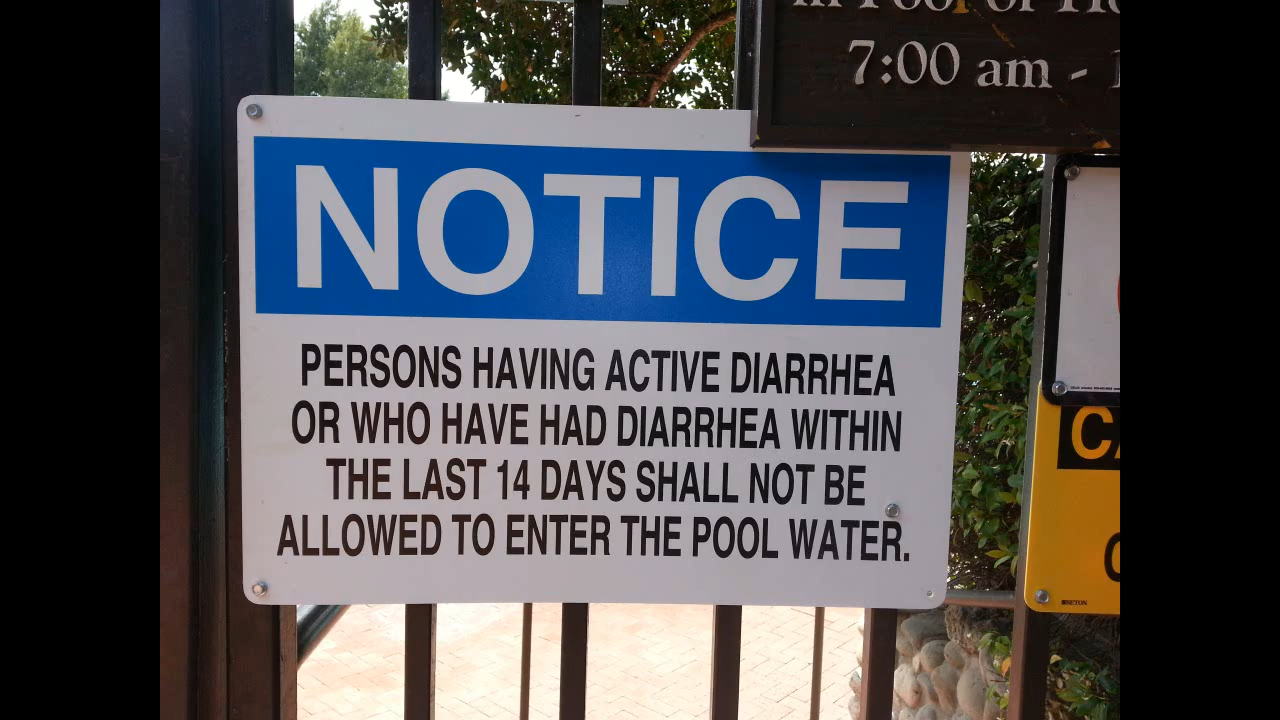 7:00 am -
NOTICE
PERSONS HAVING ACTIVE DIARRHEA
OR WHO HAVE HAD DIARRHEA WITHIN
THE LAST 14 DAYS SHALL NOT BE
ALLOWED TO ENTER THE POOL WATER.
SETON